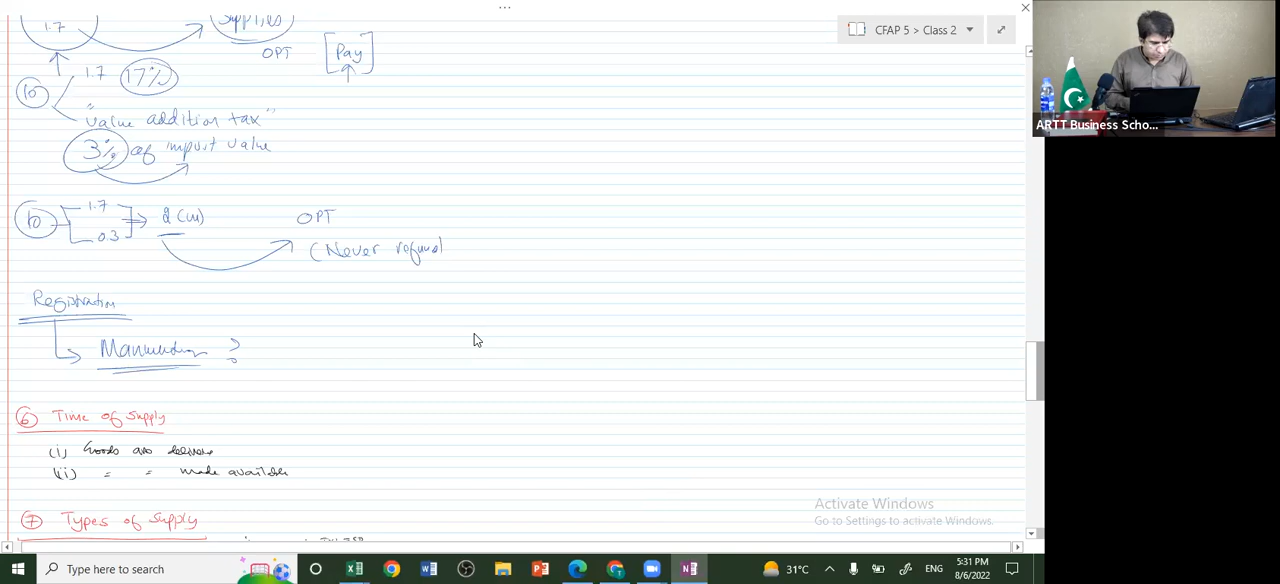 ...
1.7
Supplies
CFAP 5 > Class 2
OPT
[Pay]
10
1.7 17%
"Value addition tax"
3% of import value
ARTT Business Scho...
10
1.7
0.3
2 (m)
OPT
(Never refund
Registration
?
6 Time of Supply
(i) Goods are
(ii) = = made
Activate Windows
Go to Settings to activate Windows.
7 Types of Supply
Type here to search
31°C
ENG
5:31 PM
8/6/2022